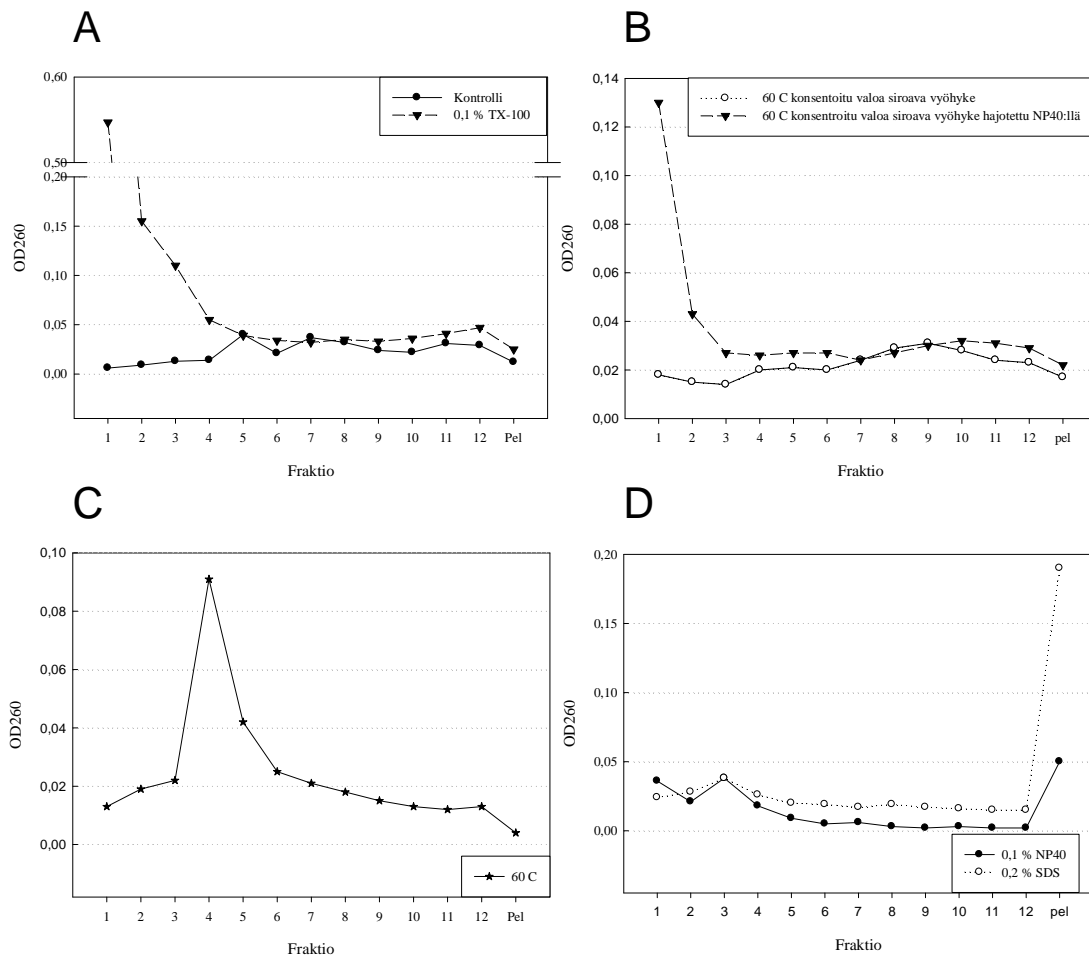 A
0,60
0,50
0,20
0,15
0,10
0,05
0,00
OD260
Kontrolli
0,1 % TX-100
1 2 3 4 5 6 7 8 9 10 11 12 Pel
Fraktio
B
0,14
0,12
0,10
0,08
0,06
0,04
0,02
0,00
OD260
60 C konsentoitu valoa siroava vyöhyke
60 C konsentroitu valoa siroava vyöhyke hajotettu NP40:llä
1 2 3 4 5 6 7 8 9 10 11 12 pel
Fraktio
C
0,10
0,08
0,06
0,04
0,02
0,00
OD260
60 C
1 2 3 4 5 6 7 8 9 10 11 12 Pel
Fraktio
D
0,20
0,15
0,10
0,05
0,00
OD260
0,1 % NP40
0,2 % SDS
1 2 3 4 5 6 7 8 9 10 11 12 pel
Fraktio